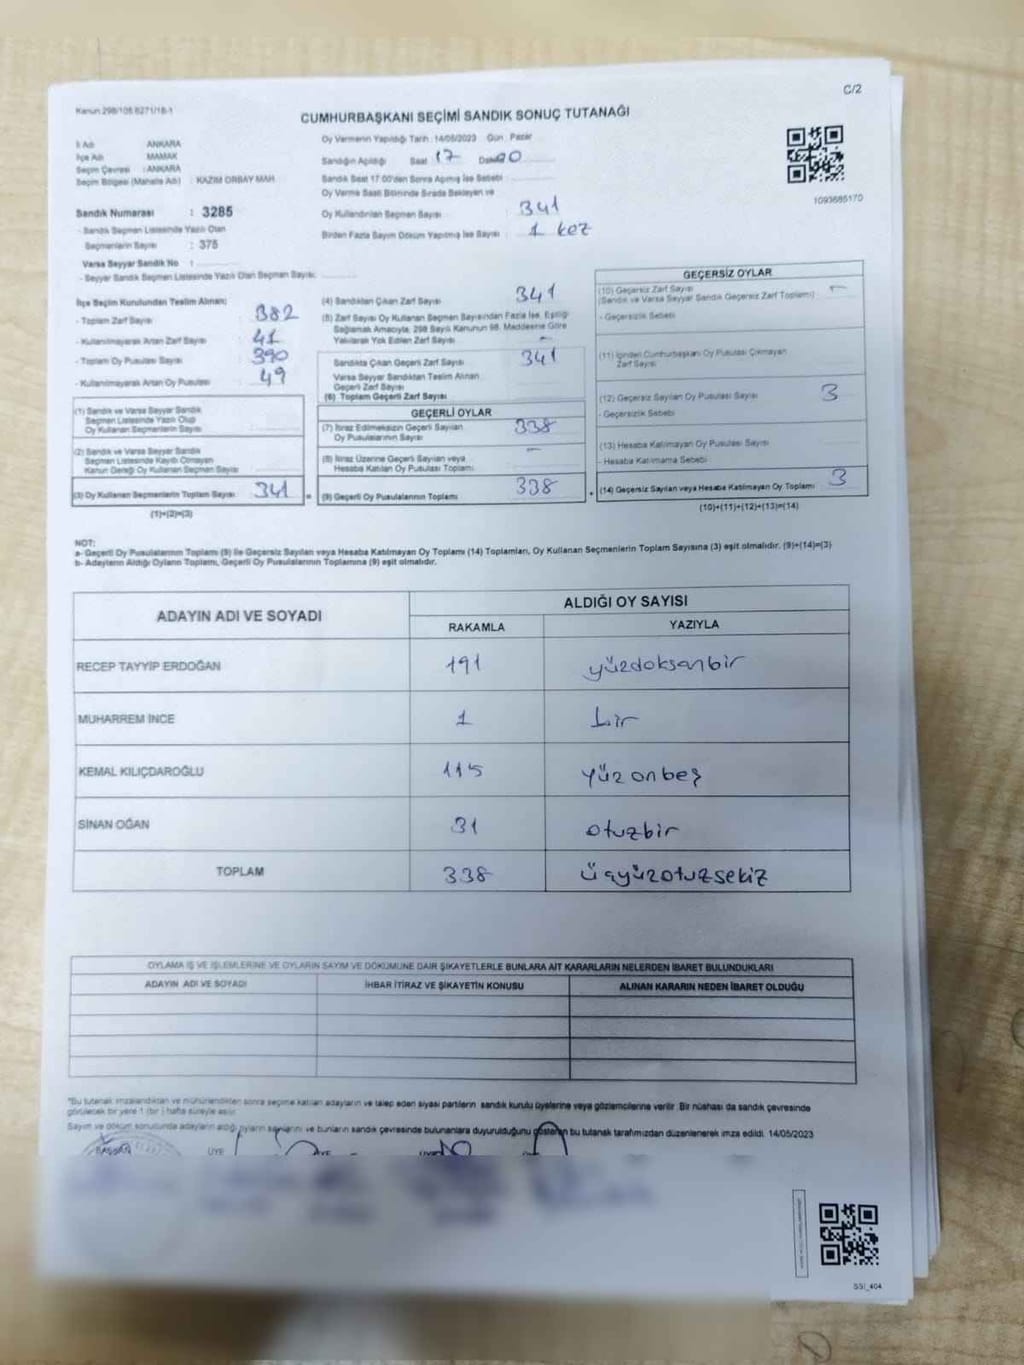 C/2
Kanun 298/105 6271/18-1
CUMHURBAŞKANI SEÇİMİ SANDIK SONUÇ TUTANAĞI
İl Adı ANKARA
İlçe Adı MAMAK
Seçim Çevresi : ANKARA
Seçim Bölgesi (Mahalle Adı) : KAZIM ORBAY MAH.
Sandık Numarası : 3285
- Sandık Seçmen Listesinde Yazılı Olan
Seçmenlerin Sayısı : 375
Varsa Seyyar Sandık No :
- Seyyar Sandık Seçmen Listesinde Yazılı Olan Seçmen Sayısı:
Oy Vermenin Yapıldığı Tarih : 14/05/2023 Gün : Pazar
Sandığın Açıldığı Saat 17 Dakika 00
Sandık Saat 17.00'den Sonra Açılmış İse Sebebi :
Oy Verme Saati Bitiminde Sırada Bekleyen ve
Oy Kullandırılan Seçmen Sayısı : 341
Birden Fazla Sayım Döküm Yapılmış İse Sayısı : 1 kez
1093685170
İlçe Seçim Kurulundan Teslim Alınan;
- Toplam Zarf Sayısı : 382
- Kullanılmayarak Artan Zarf Sayısı : 41
- Toplam Oy Pusulası Sayısı : 390
- Kullanılmayarak Artan Oy Pusulası : 49
(1) Sandık ve Varsa Seyyar Sandık
Seçmen Listesinde Yazılı Olup
Oy Kullanan Seçmenlerin Sayısı :
(2) Sandık ve Varsa Seyyar Sandık
Seçmen Listesinde Kayıtlı Olmayan
Kanun Gereği Oy Kullanan Seçmen Sayısı :
(3) Oy Kullanan Seçmenlerin Toplam Sayısı : 341 =
(1)+(2)=(3)
(4) Sandıktan Çıkan Zarf Sayısı : 341
(5) Zarf Sayısı Oy Kullanan Seçmen Sayısından Fazla İse, Eşitliği
Sağlamak Amacıyla, 298 Sayılı Kanunun 98. Maddesine Göre
Yakılarak Yok Edilen Zarf Sayısı : -
Sandıkta Çıkan Geçerli Zarf Sayısı : 341
Varsa Seyyar Sandıktan Teslim Alınan
Geçerli Zarf Sayısı :
(6) Toplam Geçerli Zarf Sayısı :
GEÇERLİ OYLAR
(7) İtiraz Edilmeksizin Geçerli Sayılan
Oy Pusulalarının Sayısı : 338
(8) İtiraz Üzerine Geçerli Sayılan veya
Hesaba Katılan Oy Pusulası Toplamı : -
(9) Geçerli Oy Pusulalarının Toplamı : 338 +
GEÇERSİZ OYLAR
(10) Geçersiz Zarf Sayısı : -
(Sandık ve Varsa Seyyar Sandık Geçersiz Zarf Toplamı)
- Geçersizlik Sebebi
(11) İçinden Cumhurbaşkanı Oy Pusulası Çıkmayan
Zarf Sayısı :
(12) Geçersiz Sayılan Oy Pusulası Sayısı : 3
- Geçersizlik Sebebi
(13) Hesaba Katılmayan Oy Pusulası Sayısı :
- Hesaba Katılmama Sebebi
(14) Geçersiz Sayılan veya Hesaba Katılmayan Oy Toplamı : 3
(10)+(11)+(12)+(13)=(14)
NOT:
a- Geçerli Oy Pusulalarının Toplamı (9) ile Geçersiz Sayılan veya Hesaba Katılmayan Oy Toplamı (14) Toplamları, Oy Kullanan Seçmenlerin Toplam Sayısına (3) eşit olmalıdır. (9)+(14)=(3)
b- Adayların Aldığı Oyların Toplamı, Geçerli Oy Pusulalarının Toplamına (9) eşit olmalıdır.
ADAYIN ADI VE SOYADI ALDIĞI OY SAYISI
RAKAMLA YAZIYLA
RECEP TAYYİP ERDOĞAN 191 yüzdoksanbir
MUHARREM İNCE 1 bir
KEMAL KILIÇDAROĞLU 115 yüzonbeş
SİNAN OĞAN 31 otuzbir
TOPLAM 338 üçyüzotuzsekiz
OYLAMA İŞ VE İŞLEMLERİNE VE OYLARIN SAYIM VE DÖKÜMÜNE DAİR ŞİKAYETLERLE BUNLARA AİT KARARLARIN NELERDEN İBARET BULUNDUKLARI
ADAYIN ADI VE SOYADI İHBAR İTİRAZ VE ŞİKAYETİN KONUSU ALINAN KARARIN NEDEN İBARET OLDUĞU
*Bu tutanak imzalandıktan ve mühürlendikten sonra seçime katılan adayların ve talep eden siyasi partilerin sandık kurulu üyelerine veya gözlemcilerine verilir. Bir nüshası da sandık çevresinde
görülecek bir yere 1 (bir) hafta süreyle asılır.
Sayım ve döküm sonucunda adayların aldığı oyların sayılarını ve bunların sandık çevresinde bulunanlara duyurulduğunu gösteren bu tutanak tarafımızdan düzenlenerek imza edildi. 14/05/2023
BAŞKAN ÜYE ÜYE ÜYE
SSI_404